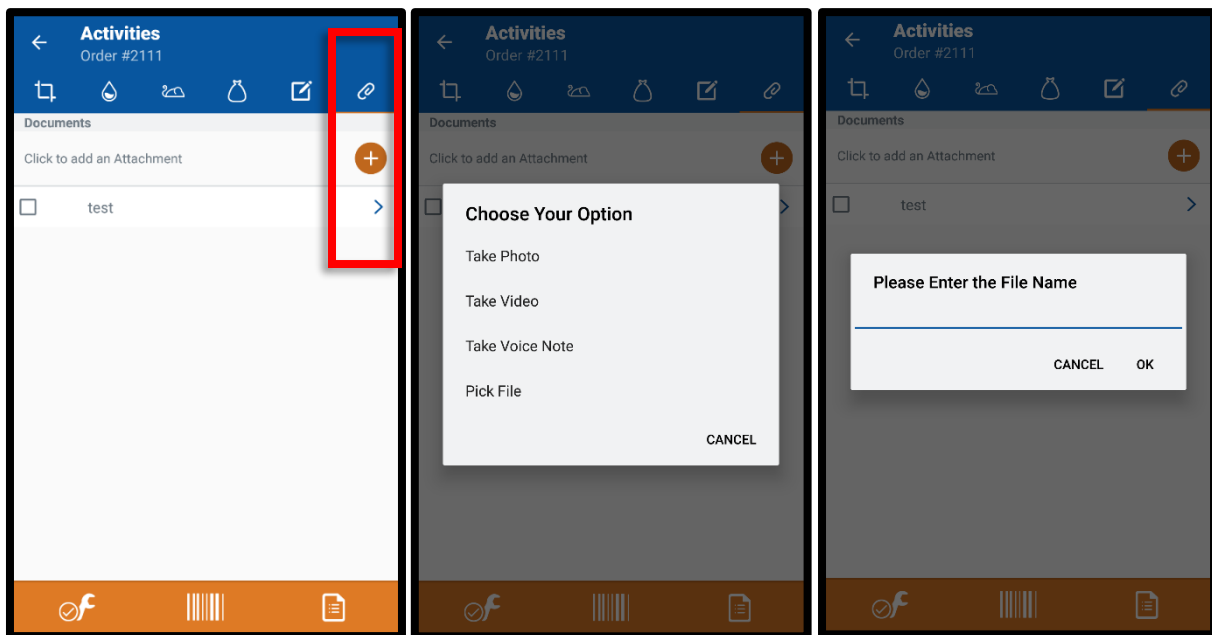 Activities
Order #2111
Documents
Click to add an Attachment
test
Activities
Order #2111
Documents
Click to add an Attachment
Choose Your Option
Take Photo
Take Video
Take Voice Note
Pick File
CANCEL
Activities
Order #2111
Documents
Click to add an Attachment
test
Please Enter the File Name
CANCEL OK